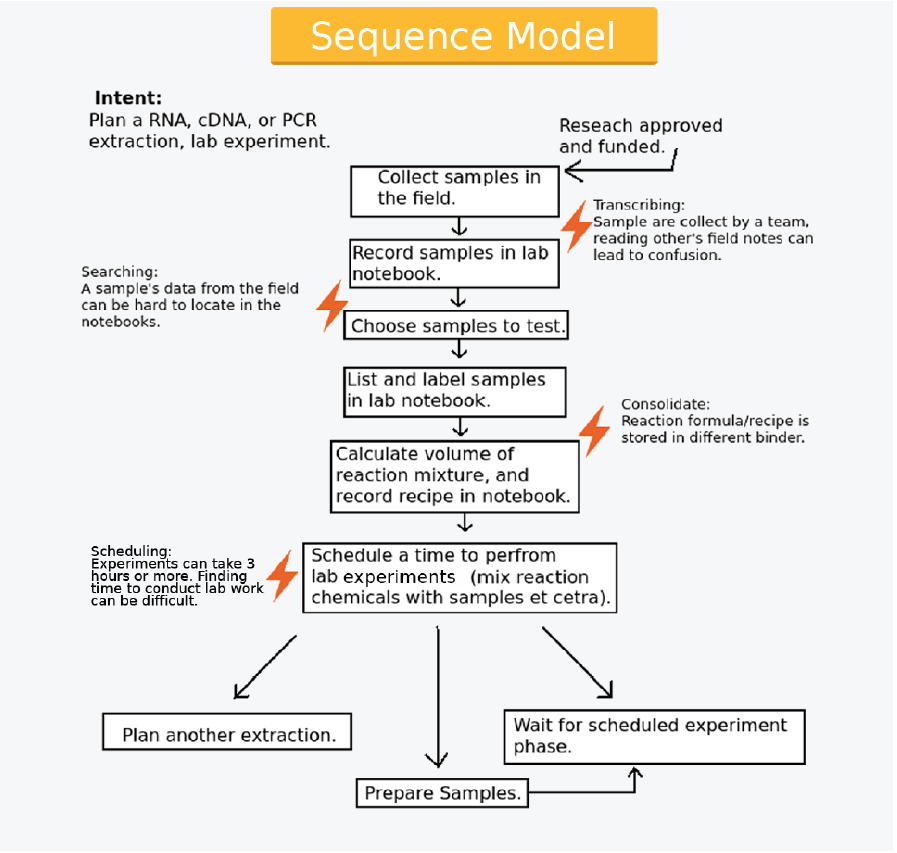 Sequence Model
Intent:
Plan a RNA, cDNA, or PCR
extraction, lab experiment.
Reseach approved
and funded.
Collect samples in
the field.
Transcribing:
Sample are collect by a team,
reading other's field notes can
lead to confusion.
Record samples in lab
notebook.
Searching:
A sample's data from the field
can be hard to locate in the
notebooks.
Choose samples to test.
List and label samples
in lab notebook.
Consolidate:
Reaction formula/recipe is
stored in different binder.
Calculate volume of
reaction mixture, and
record recipe in notebook.
Scheduling:
Experiments can take 3
hours or more. Finding
time to conduct lab work
can be difficult.
Schedule a time to perfrom
lab experiments (mix reaction
chemicals with samples et cetra).
Plan another extraction.
Wait for scheduled experiment
phase.
Prepare Samples.